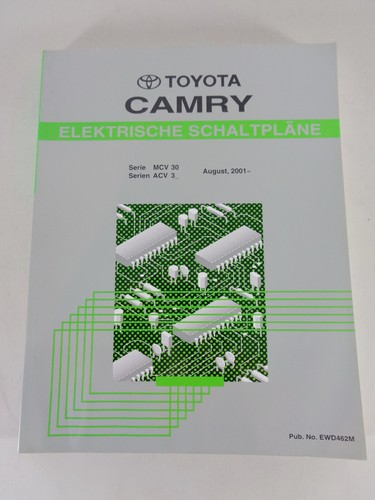 TOYOTA
CAMRY
ELEKTRISCHE SCHALTPLÄNE
Serie MCV 30
Serien ACV 3_
August, 2001–
Pub. No. EWD462M